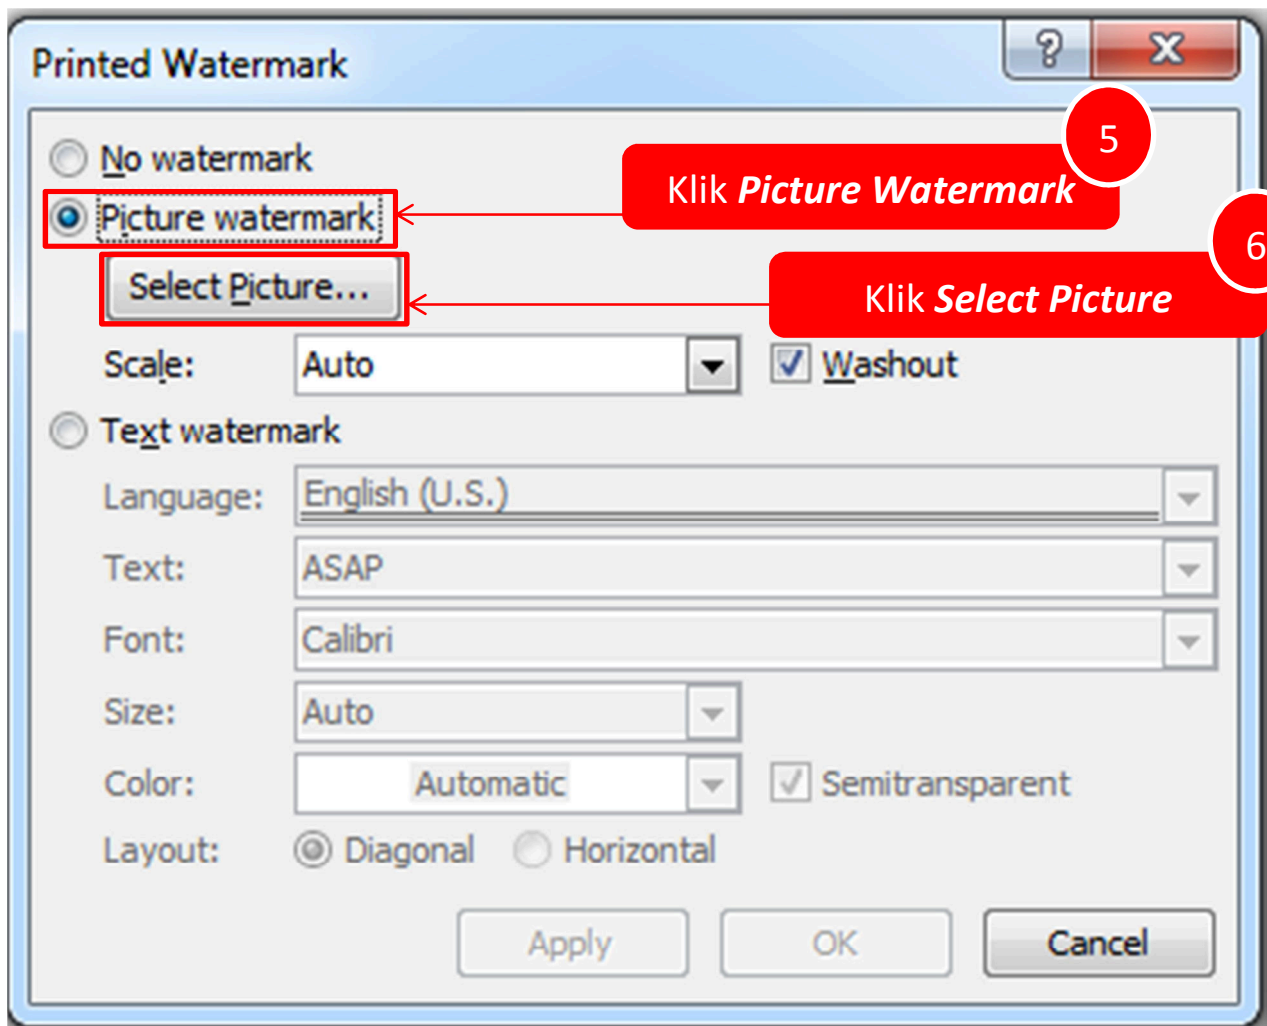 Printed Watermark
5
No watermark
Klik Picture Watermark
Picture watermark
6
Select Picture...
Klik Select Picture
Scale: Auto Washout
Text watermark
Language: English (U.S.)
Text: ASAP
Font: Calibri
Size: Auto
Color: Automatic Semitransparent
Layout: Diagonal Horizontal
Apply OK Cancel